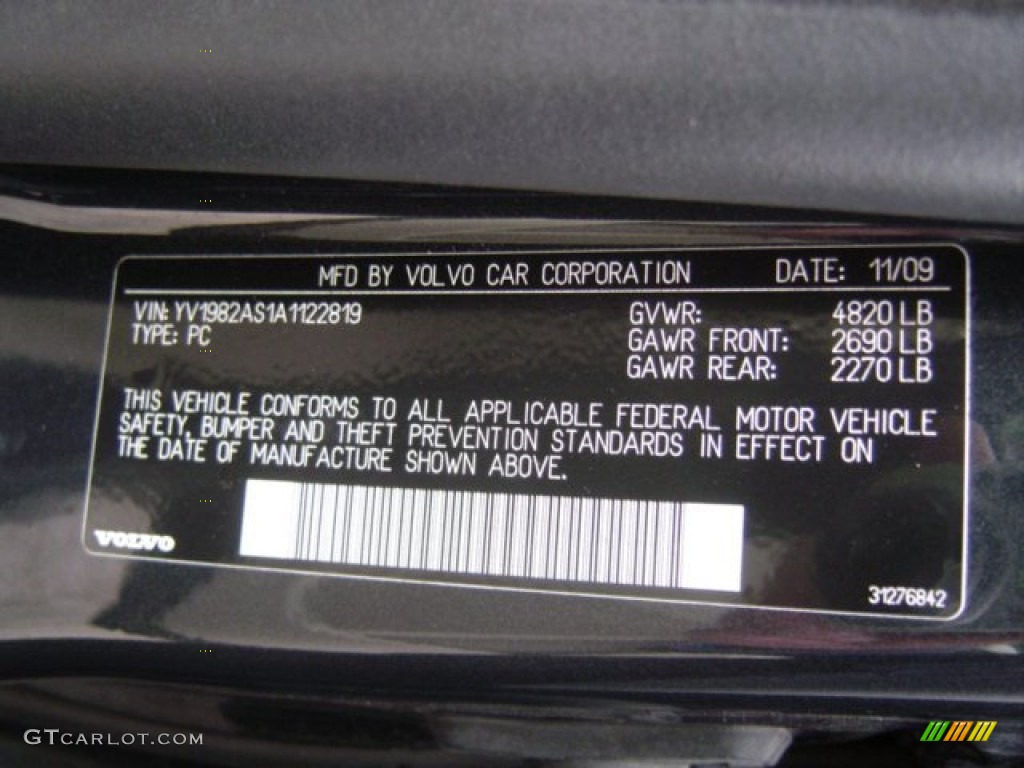 MFD BY VOLVO CAR CORPORATION DATE: 11/09
VIN: YV1982AS1A1122819 GVWR: 4820 LB
TYPE: PC GAWR FRONT: 2690 LB
GAWR REAR: 2270 LB
THIS VEHICLE CONFORMS TO ALL APPLICABLE FEDERAL MOTOR VEHICLE
SAFETY, BUMPER AND THEFT PREVENTION STANDARDS IN EFFECT ON
THE DATE OF MANUFACTURE SHOWN ABOVE.
VOLVO
31276842
GTCARLOT.COM